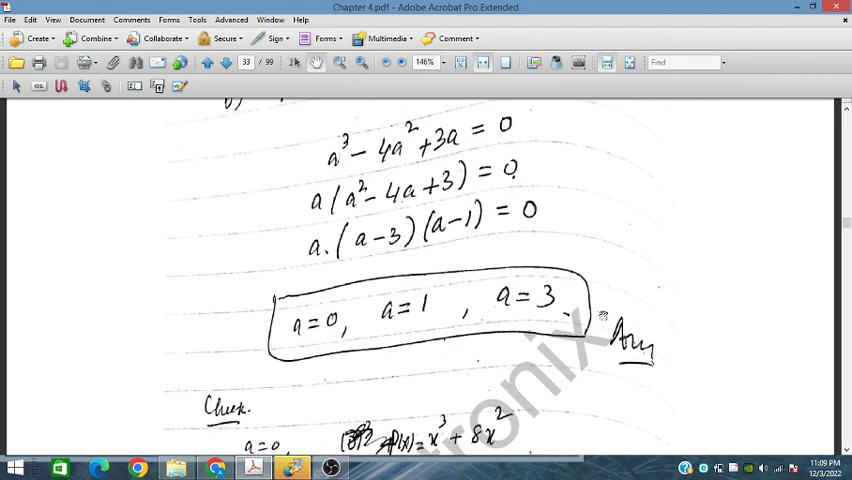 Chapter 4.pdf - Adobe Acrobat Pro Extended
File Edit View Document Comments Forms Tools Advanced Window Help
Create Combine Collaborate Secure Sign Forms Multimedia Comment
33 / 99 146% Find
a³ - 4a² + 3a = 0
a(a² - 4a + 3) = 0
a.(a - 3)(a - 1) = 0
a = 0, a = 1, a = 3.
Ans
Check.
a = 0, P(x) = x³ + 8x²
tronix
11:09 PM
12/3/2022